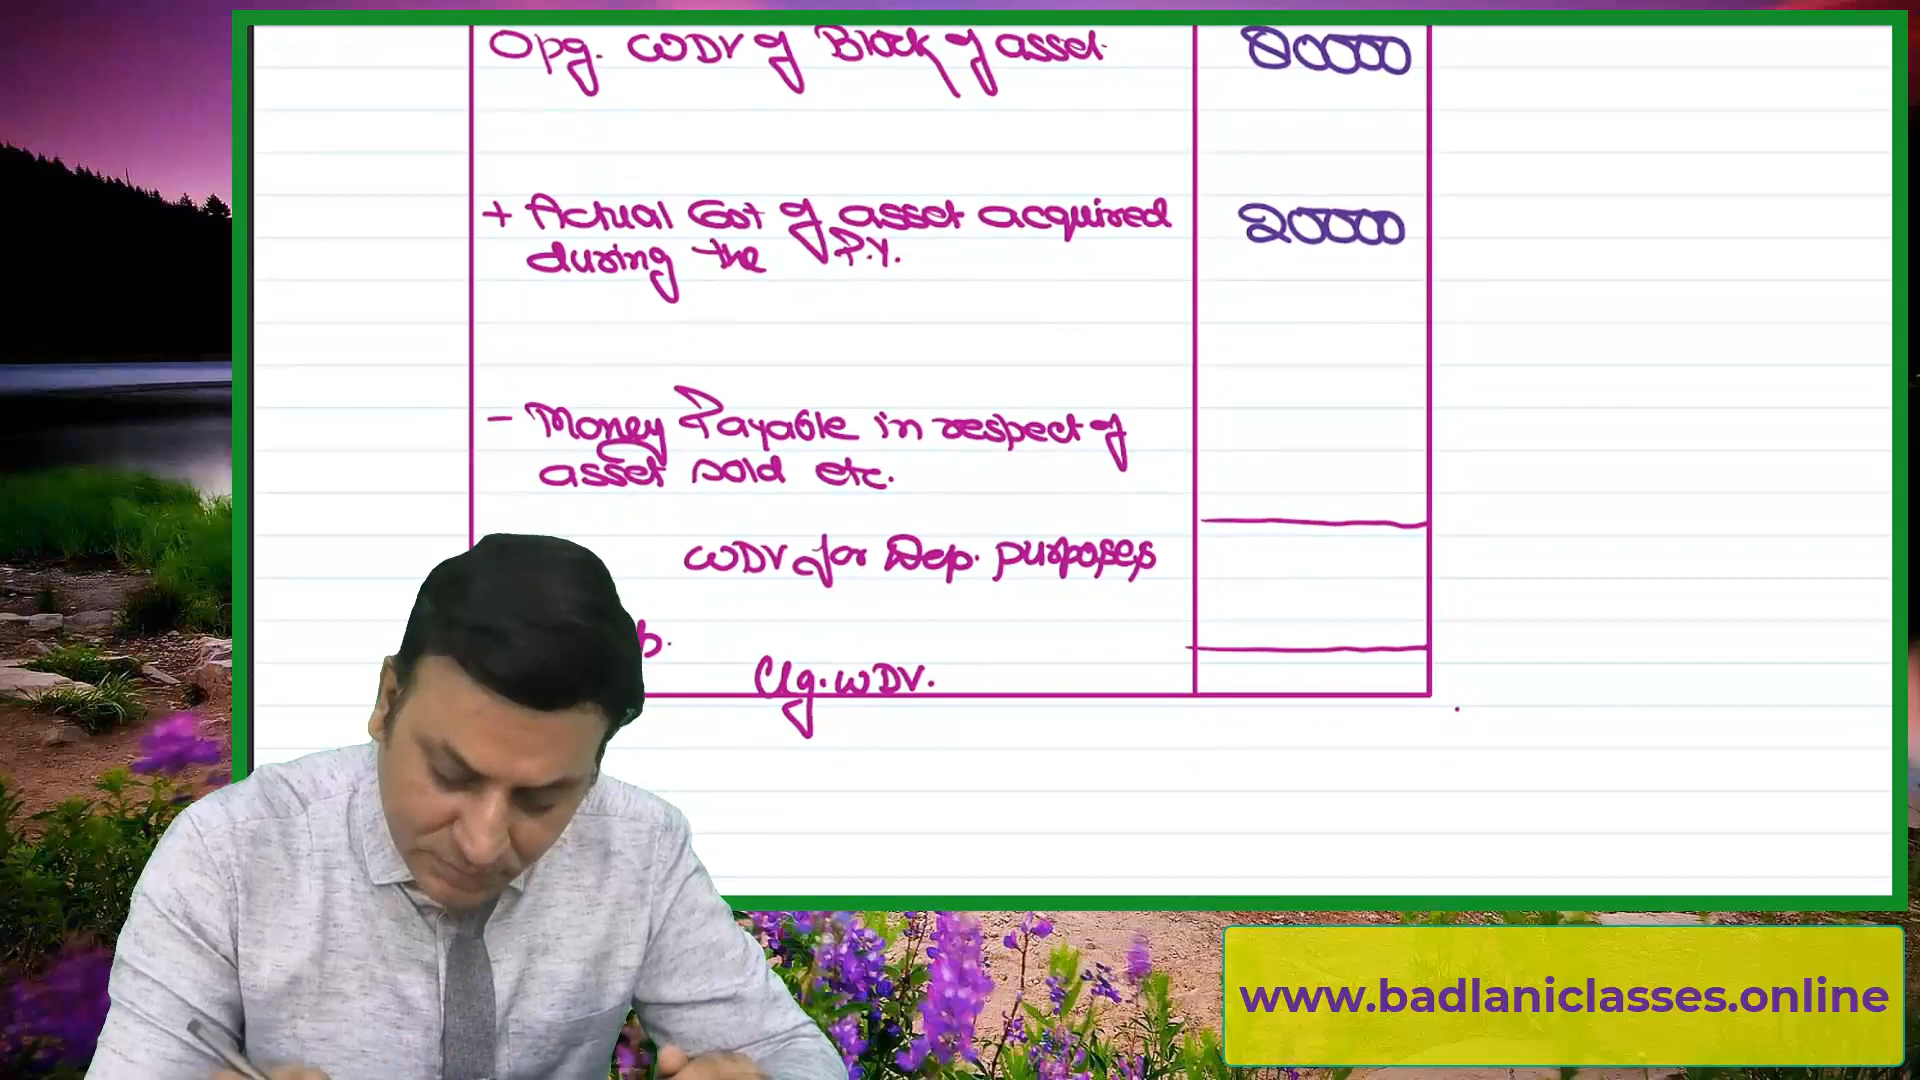 Opg. WDV of Block of asset. 80000
+ Actual Cost of asset acquired 20000
during the P.Y.
- Money Payable in respect of
asset sold etc.
WDV for Dep. purposes
Clg. WDV.
www.badlaniclasses.online